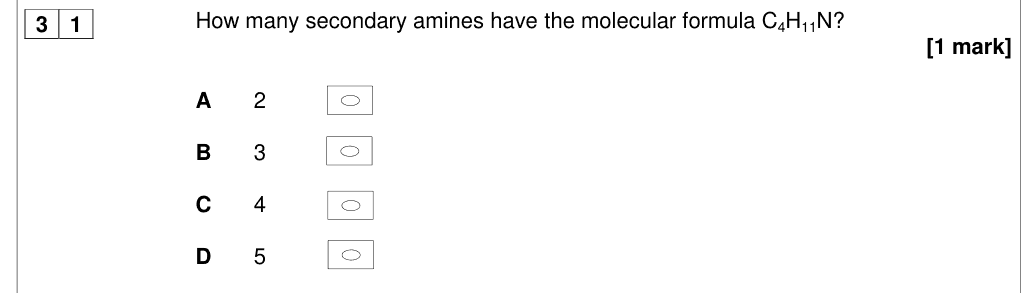 3 1 How many secondary amines have the molecular formula C₄H₁₁N?
[1 mark]
A 2
B 3
C 4
D 5